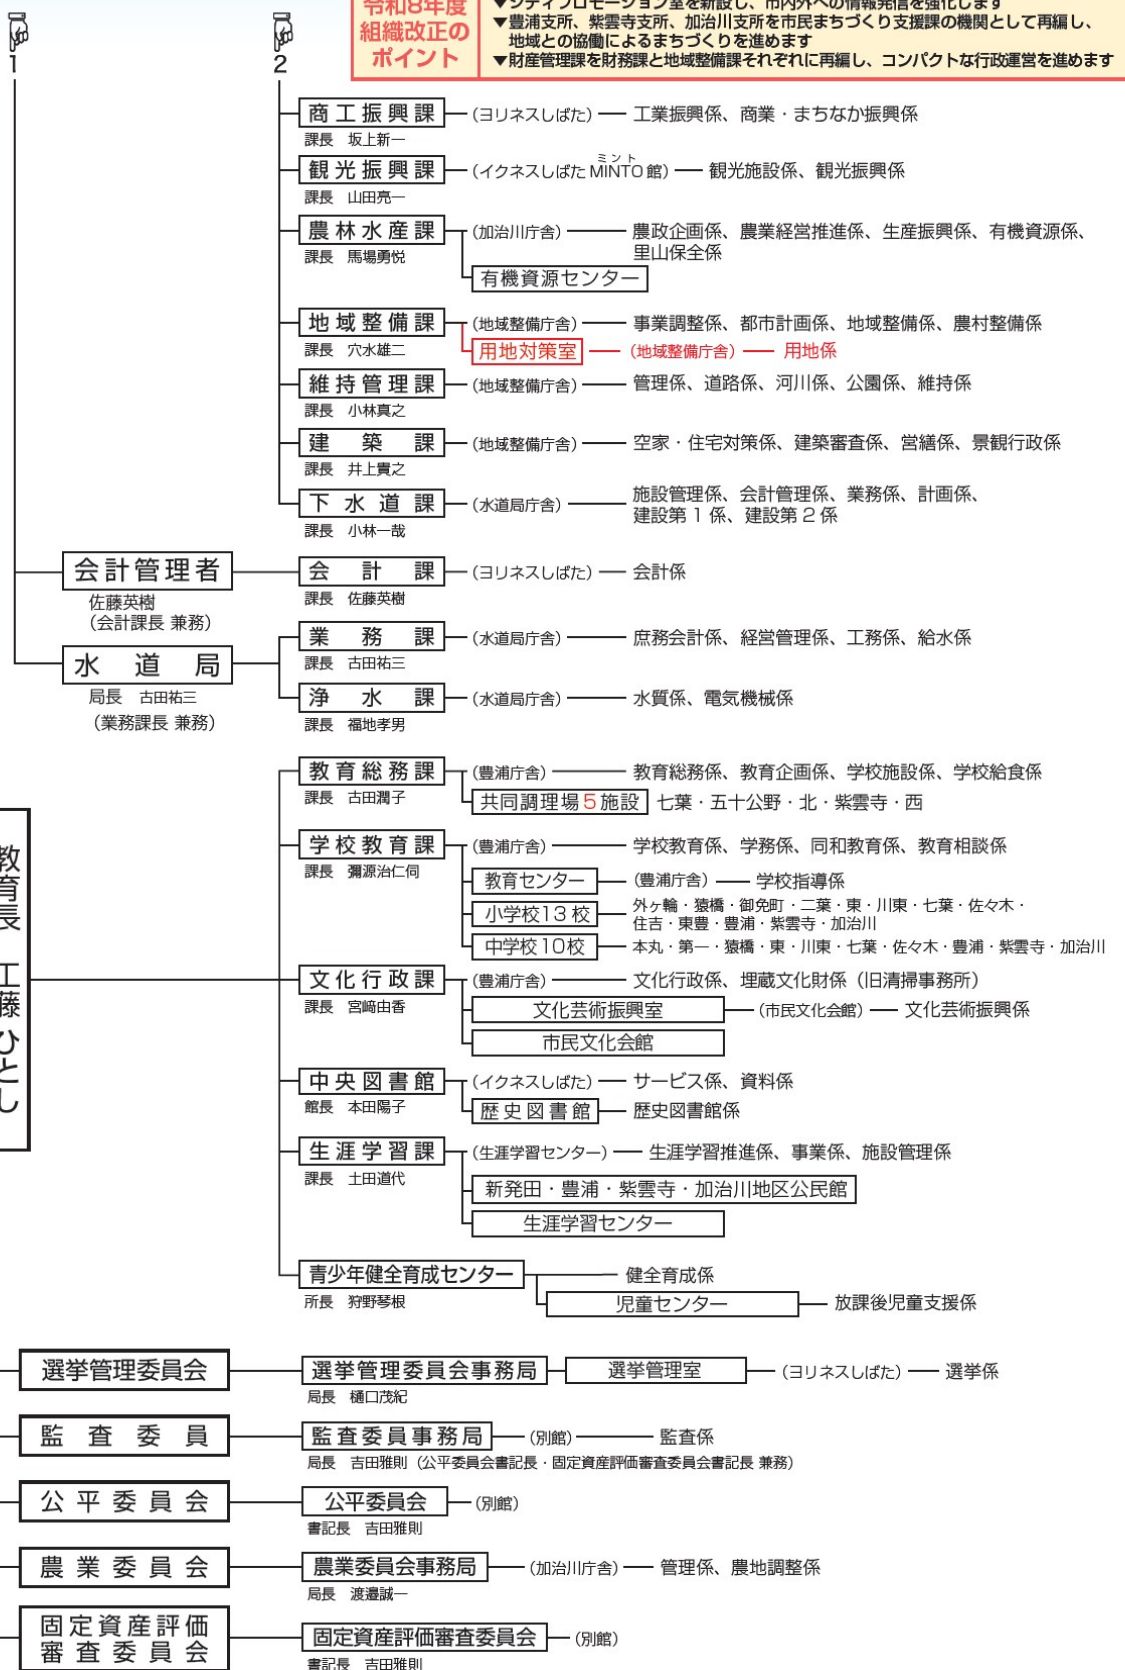 令和8年度
組織改正の
ポイント
▼シティプロモーション室を新設し、市内外への情報発信を強化します
▼豊浦支所、紫雲寺支所、加治川支所を市民まちづくり支援課の機関として再編し、
地域との協働によるまちづくりを進めます
▼財産管理課を財務課と地域整備課それぞれに再編し、コンパクトな行政運営を進めます
1
2
商工振興課 (ヨリネスしばた) 工業振興係、商業・まちなか振興係
課長 坂上新一
ミント
観光振興課 (イクネスしばたMINTO館) 観光施設係、観光振興係
課長 山田亮一
農林水産課 (加治川庁舎) 農政企画係、農業経営推進係、生産振興係、有機資源係、
課長 馬場勇悦 里山保全係
有機資源センター
地域整備課 (地域整備庁舎) 事業調整係、都市計画係、地域整備係、農村整備係
課長 穴水雄二 用地対策室 (地域整備庁舎) 用地係
維持管理課 (地域整備庁舎) 管理係、道路係、河川係、公園係、維持係
課長 小林真之
建築課 (地域整備庁舎) 空家・住宅対策係、建築審査係、営繕係、景観行政係
課長 井上貴之
下水道課 (水道局庁舎) 施設管理係、会計管理係、業務係、計画係、
建設第1係、建設第2係
課長 小林一哉
会計管理者 会計課 (ヨリネスしばた) 会計係
佐藤英樹 課長 佐藤英樹
(会計課長 兼務)
業務課 (水道局庁舎) 庶務会計係、経営管理係、工務係、給水係
課長 古田祐三
水道局
局長 古田祐三
(業務課長 兼務)
浄水課 (水道局庁舎) 水質係、電気機械係
課長 福地孝男
教育長 工藤 ひとし
教育総務課 (豊浦庁舎) 教育総務係、教育企画係、学校施設係、学校給食係
課長 古田潤子 共同調理場5施設 七葉・五十公野・北・紫雲寺・西
学校教育課 (豊浦庁舎) 学校教育係、学務係、同和教育係、教育相談係
課長 彌源治仁伺
教育センター (豊浦庁舎) 学校指導係
小学校13校 外ヶ輪・猿橋・御免町・二葉・東・川東・七葉・佐々木・
住吉・東豊・豊浦・紫雲寺・加治川
中学校10校 本丸・第一・猿橋・東・川東・七葉・佐々木・豊浦・紫雲寺・加治川
文化行政課 (豊浦庁舎) 文化行政係、埋蔵文化財係(旧清掃事務所)
課長 宮﨑由香 文化芸術振興室 (市民文化会館) 文化芸術振興係
市民文化会館
中央図書館 (イクネスしばた) サービス係、資料係
館長 本田陽子 歴史図書館 歴史図書館係
生涯学習課 (生涯学習センター) 生涯学習推進係、事業係、施設管理係
課長 土田道代 新発田・豊浦・紫雲寺・加治川地区公民館
生涯学習センター
青少年健全育成センター 健全育成係
所長 狩野琴根 児童センター 放課後児童支援係
選挙管理委員会 選挙管理委員会事務局 選挙管理室 (ヨリネスしばた) 選挙係
局長 樋口茂紀
監査委員 監査委員事務局 (別館) 監査係
局長 吉田雅則 (公平委員会書記長・固定資産評価審査委員会書記長 兼務)
公平委員会 公平委員会 (別館)
書記長 吉田雅則
農業委員会 農業委員会事務局 (加治川庁舎) 管理係、農地調整係
局長 渡邉誠一
固定資産評価
審査委員会 固定資産評価審査委員会 (別館)
書記長 吉田雅則